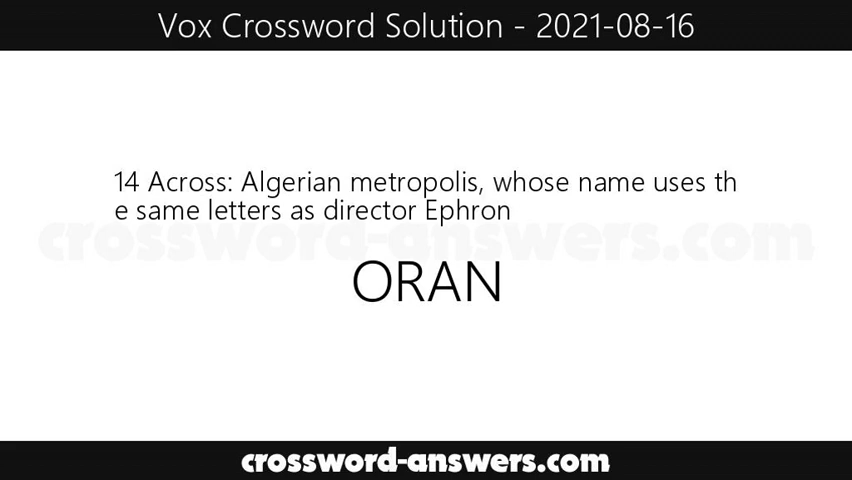 Vox Crossword Solution - 2021-08-16
14 Across: Algerian metropolis, whose name uses th
e same letters as director Ephron
crossword-answers.com
ORAN
crossword-answers.com